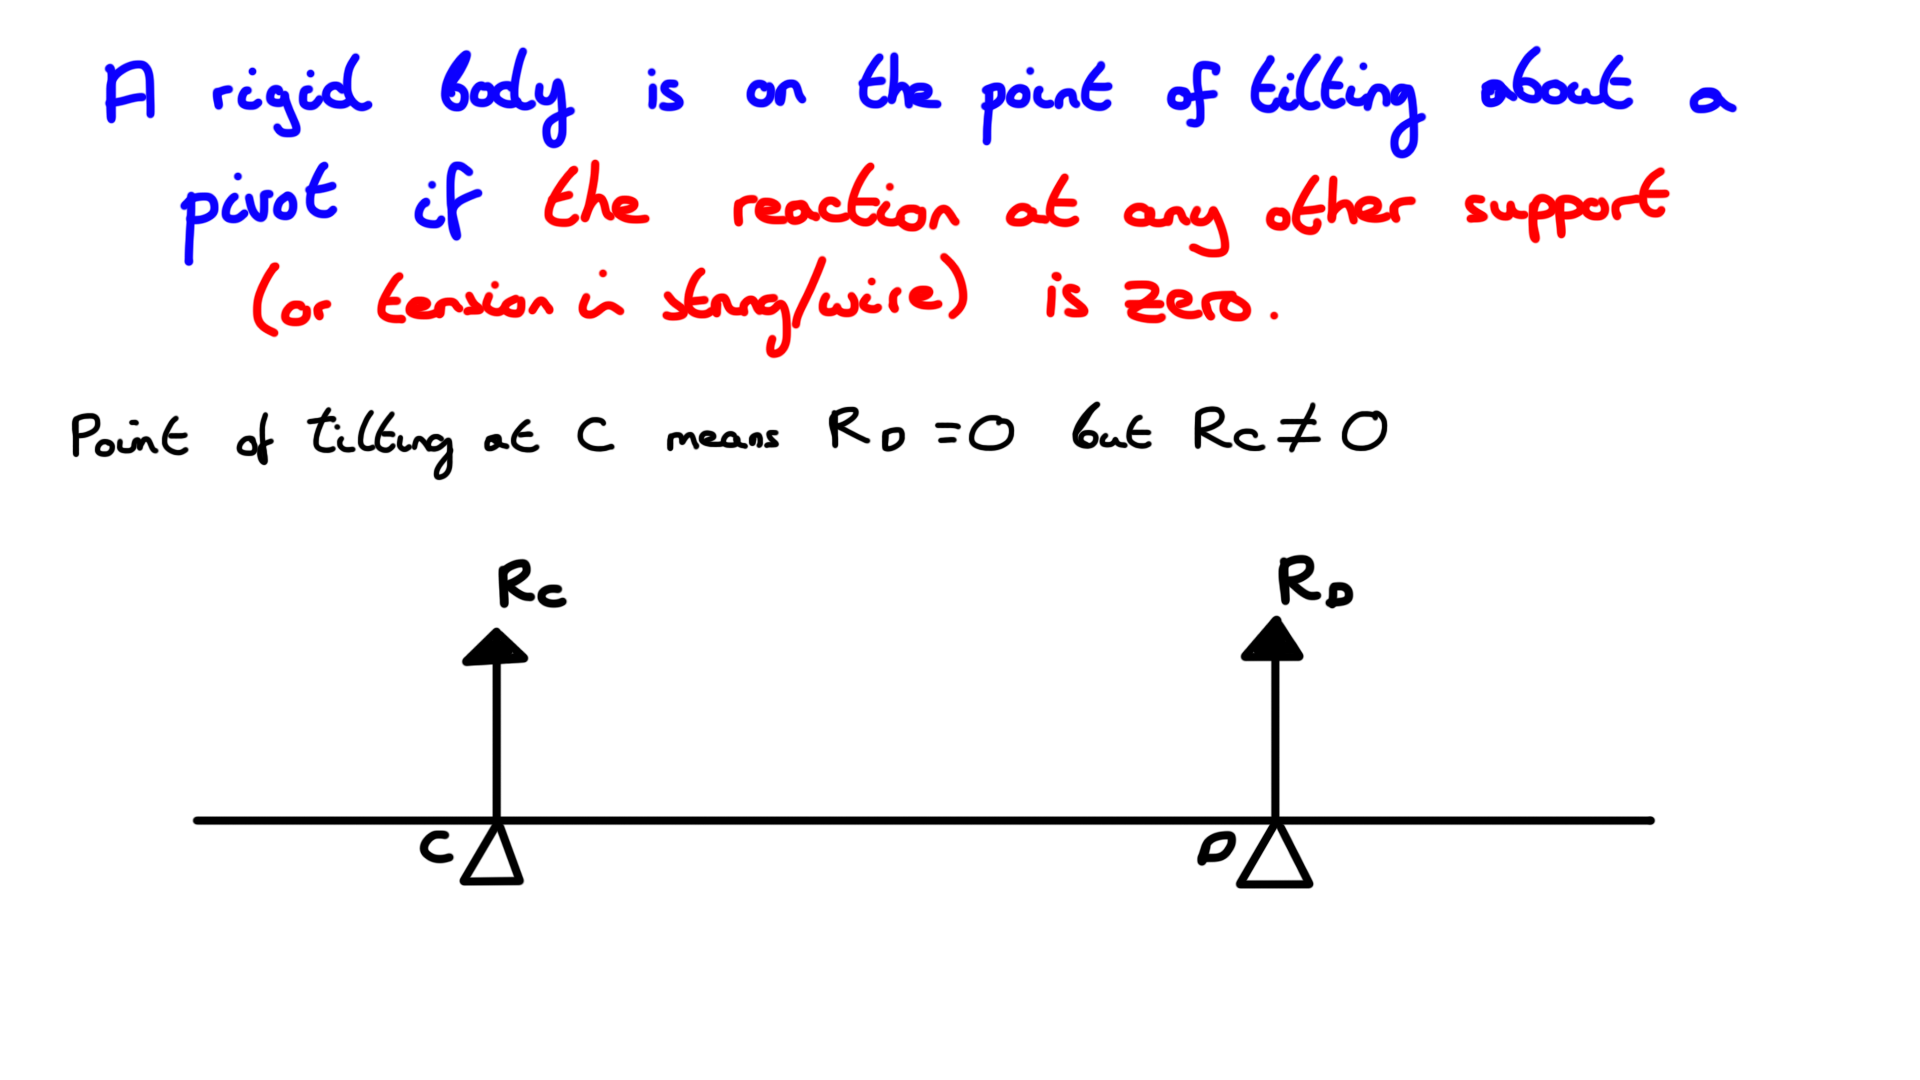 A rigid body is on the point of tilting about a
pivot if the reaction at any other support
(or tension in string/wire) is zero.
Point of tilting at C means R_D = 0 but R_C ≠ 0
R_C
R_D
C
D